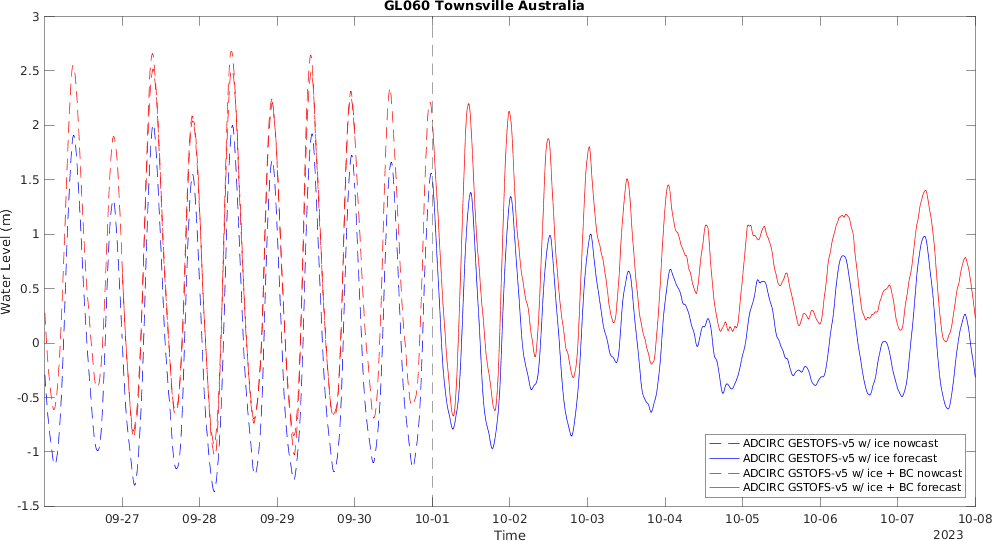 GL060 Townsville Australia
3
2.5
2
1.5
1
0.5
0
-0.5
-1
-1.5
Water Level (m)
ADCIRC GESTOFS-v5 w/ ice nowcast
ADCIRC GESTOFS-v5 w/ ice forecast
ADCIRC GSTOFS-v5 w/ ice + BC nowcast
ADCIRC GSTOFS-v5 w/ ice + BC forecast
09-27 09-28 09-29 09-30 10-01 10-02 10-03 10-04 10-05 10-06 10-07 10-08
Time
2023